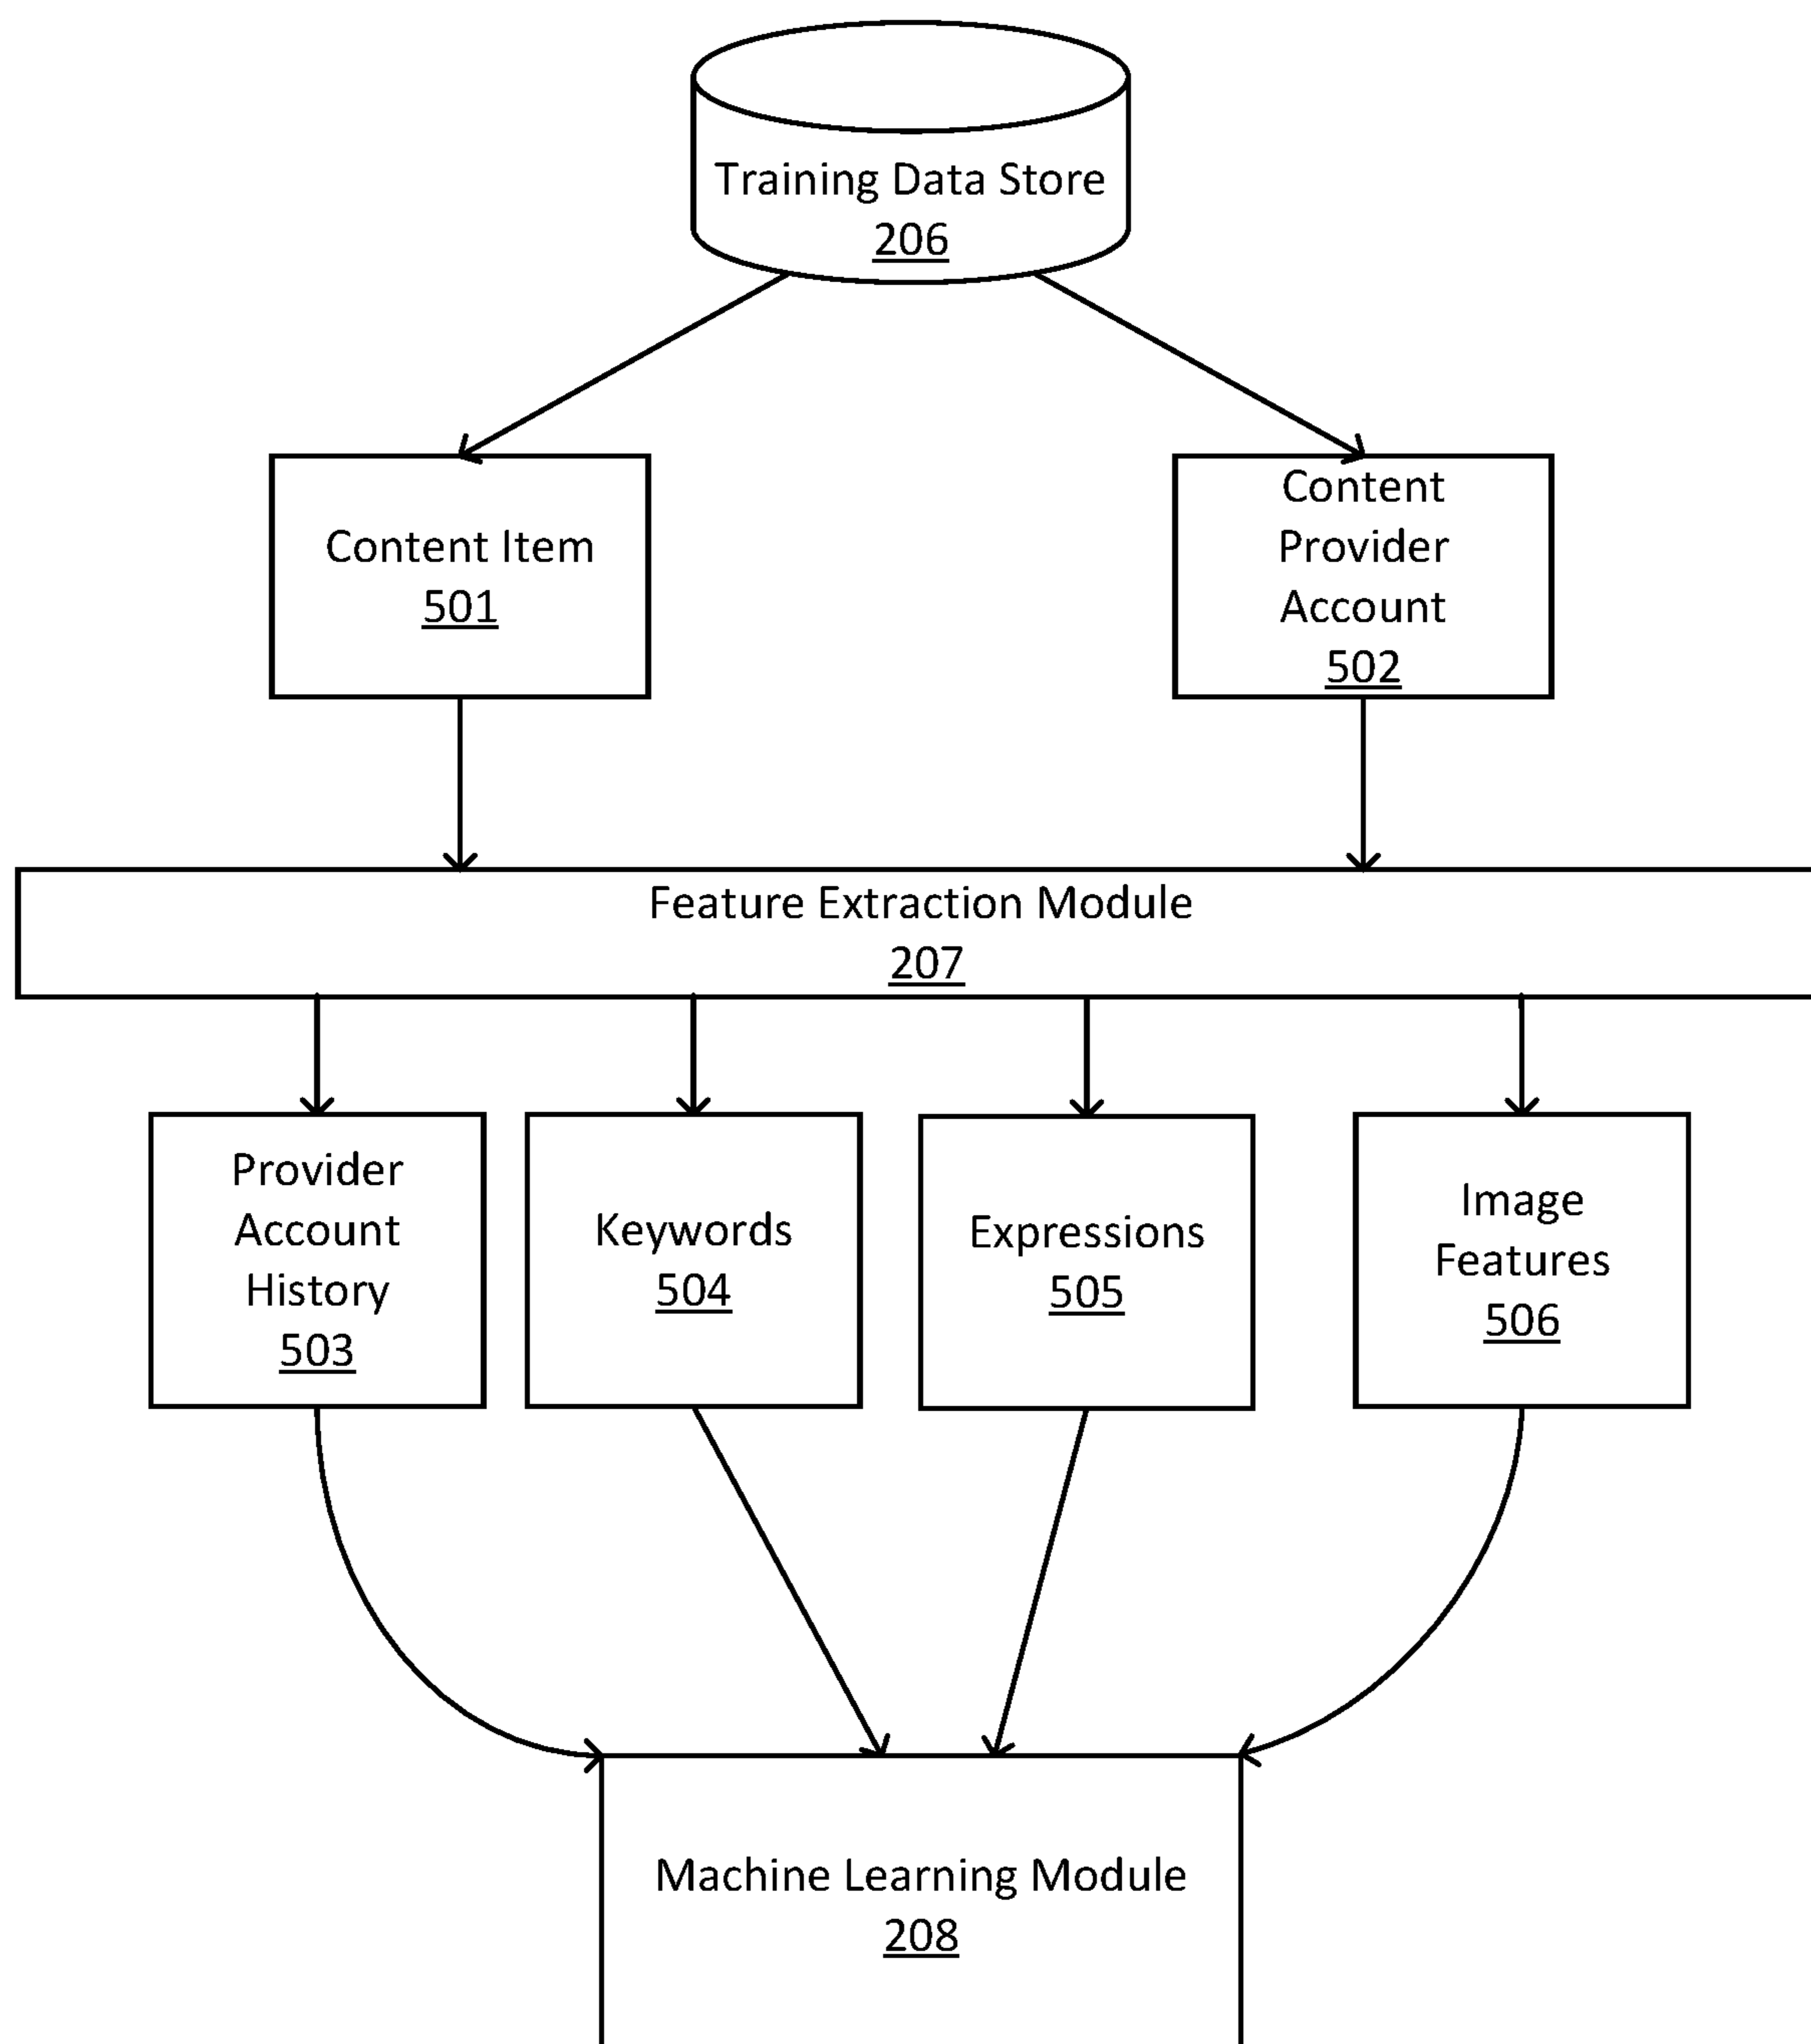 Training Data Store
206
Content Item
501
Content
Provider
Account
502
Feature Extraction Module
207
Provider
Account
History
503
Keywords
504
Expressions
505
Image
Features
506
Machine Learning Module
208